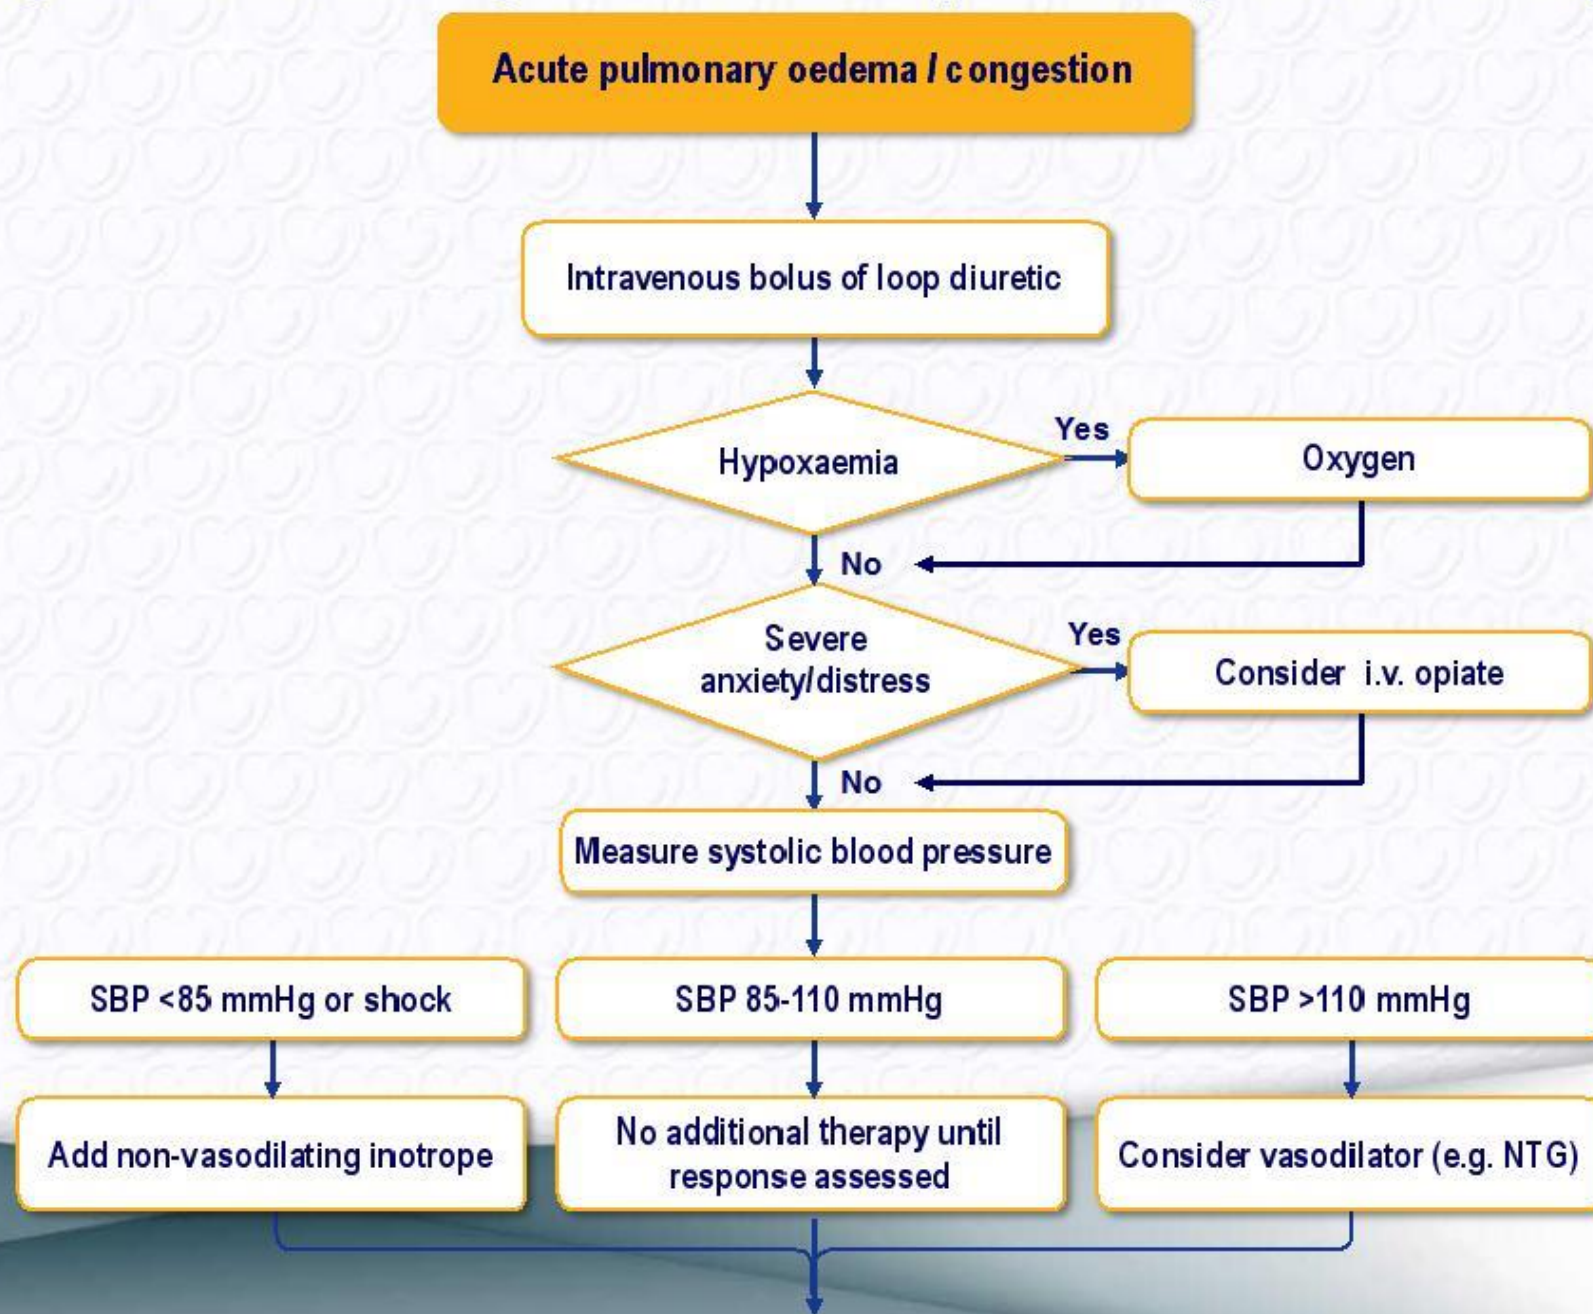 Acute pulmonary oedema / congestion
Intravenous bolus of loop diuretic
Hypoxaemia
Yes
Oxygen
No
Severe
anxiety/distress
Yes
Consider i.v. opiate
No
Measure systolic blood pressure
SBP <85 mmHg or shock
SBP 85-110 mmHg
SBP >110 mmHg
Add non-vasodilating inotrope
No additional therapy until
response assessed
Consider vasodilator (e.g. NTG)